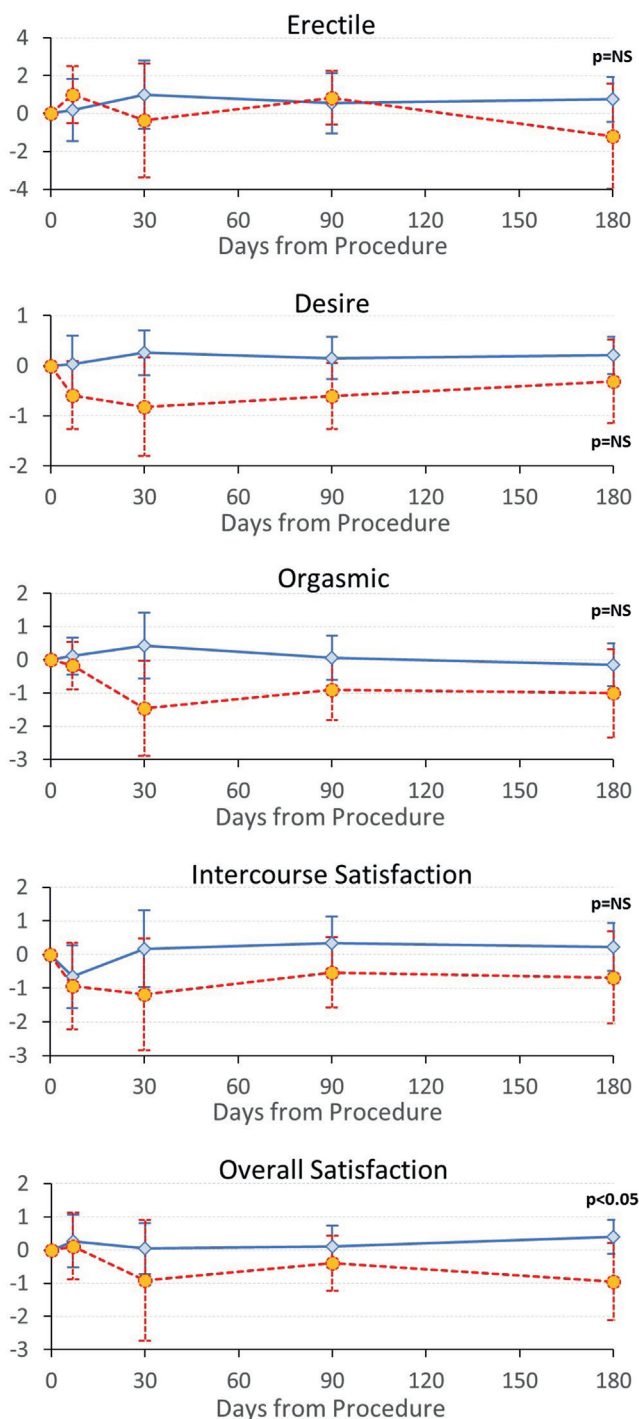 Erectile
4
p=NS
2
0
-2
-4
0 30 60 90 120 150 180
Days from Procedure
Desire
1
0
-1
p=NS
-2
0 30 60 90 120 150 180
Days from Procedure
Orgasmic
2
p=NS
1
0
-1
-2
-3
0 30 60 90 120 150 180
Days from Procedure
Intercourse Satisfaction
2
p=NS
1
0
-1
-2
-3
0 30 60 90 120 150 180
Days from Procedure
Overall Satisfaction
2
p<0.05
1
0
-1
-2
-3
0 30 60 90 120 150 180
Days from Procedure